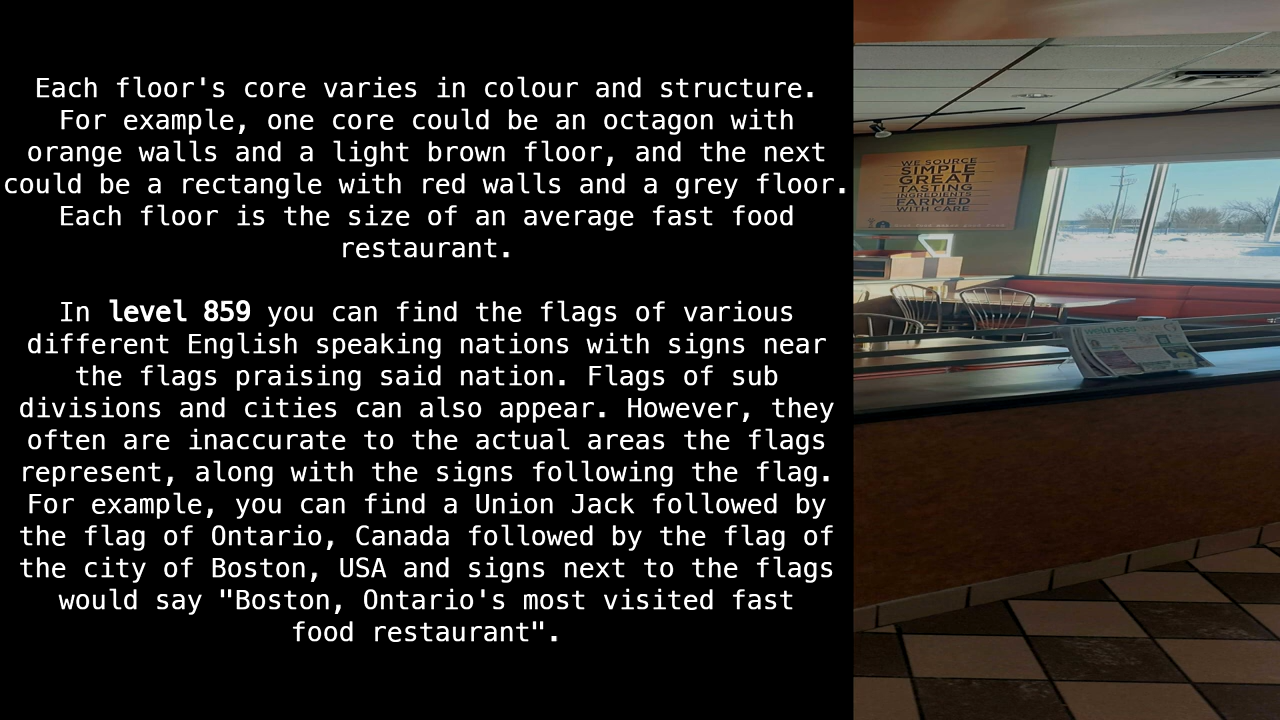 Each floor's core varies in colour and structure.
For example, one core could be an octagon with
orange walls and a light brown floor, and the next
could be a rectangle with red walls and a grey floor.
Each floor is the size of an average fast food
restaurant.
In level 859 you can find the flags of various
different English speaking nations with signs near
the flags praising said nation. Flags of sub
divisions and cities can also appear. However, they
often are inaccurate to the actual areas the flags
represent, along with the signs following the flag.
For example, you can find a Union Jack followed by
the flag of Ontario, Canada followed by the flag of
the city of Boston, USA and signs next to the flags
would say "Boston, Ontario's most visited fast
food restaurant".
WE SOURCE
SIMPLE
GREAT
TASTING
INGREDIENTS
FARMED
WITH CARE
wellness